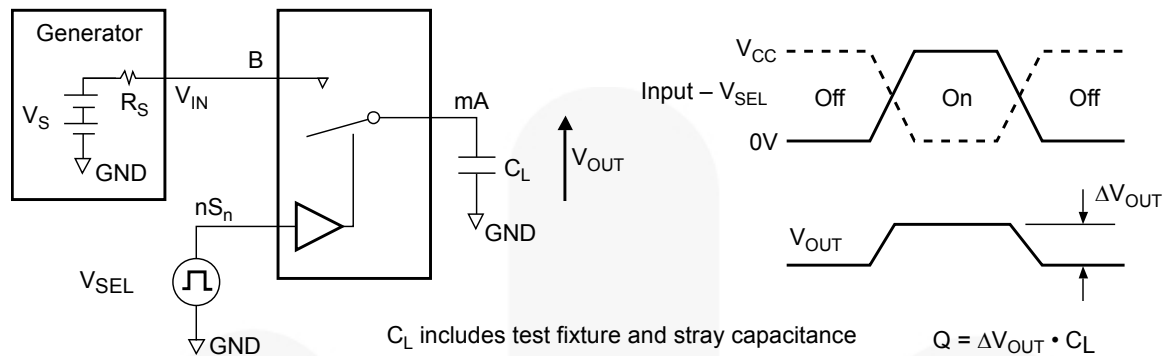 Generator
B
mA
V_S
R_S
V_IN
GND
C_L
V_OUT
GND
nS_n
V_SEL
GND
V_CC
Input – V_SEL
Off
On
Off
0V
ΔV_OUT
V_OUT
C_L includes test fixture and stray capacitance
Q = ΔV_OUT • C_L